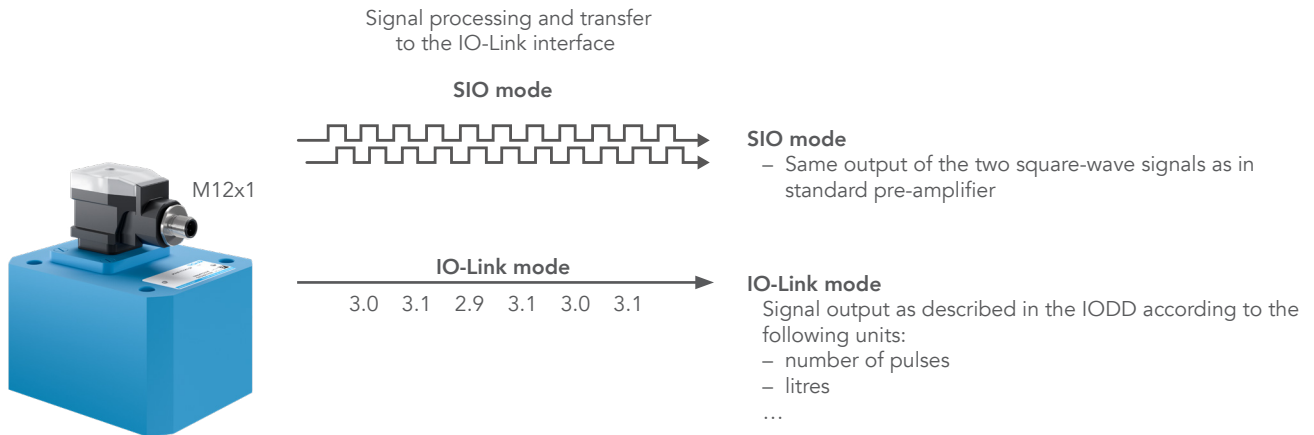 Signal processing and transfer
to the IO-Link interface
SIO mode
M12x1
SIO mode
– Same output of the two square-wave signals as in
standard pre-amplifier
IO-Link mode
3.0 3.1 2.9 3.1 3.0 3.1
IO-Link mode
Signal output as described in the IODD according to the
following units:
– number of pulses
– litres
…